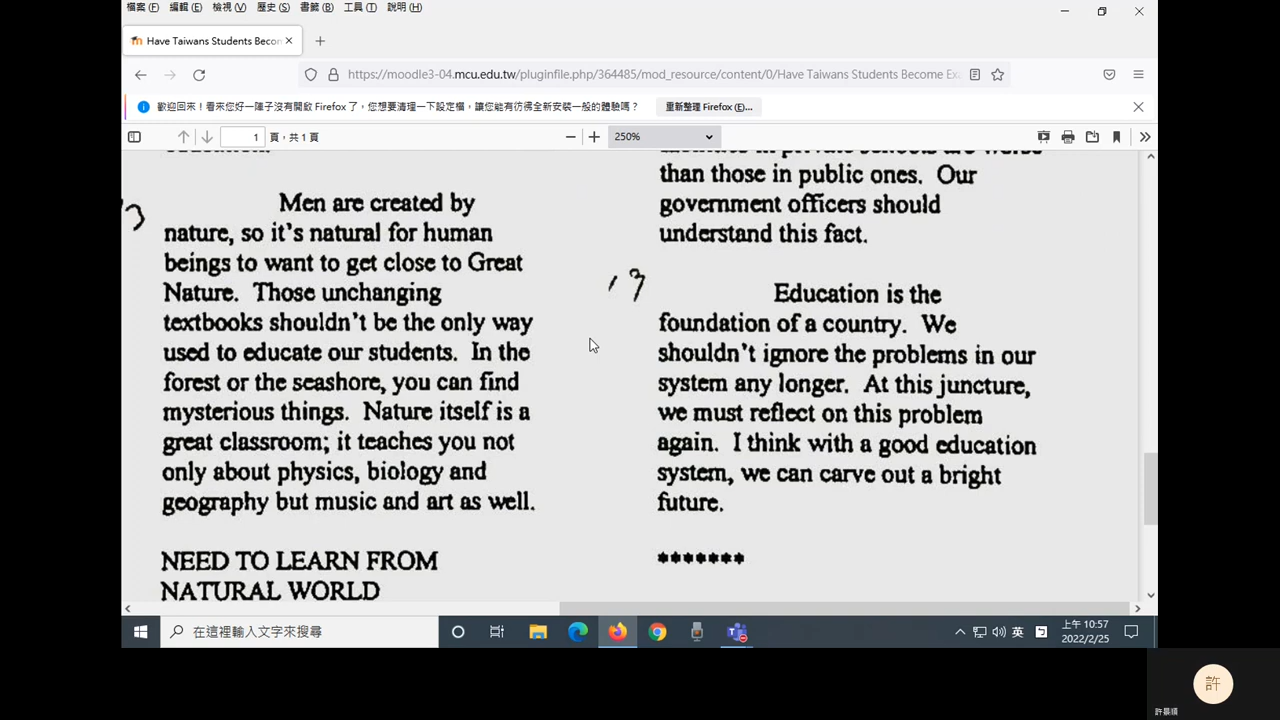 檔案 (F) 編輯 (E) 檢視 (V) 歷史 (S) 書籤 (B) 工具 (T) 說明 (H)
Have Taiwans Students Becom
https://moodle3-04.mcu.edu.tw/pluginfile.php/364485/mod_resource/content/0/Have Taiwans Students Become Exa
歡迎回來！看來您好一陣子沒有開啟 Firefox 了，您想要清理一下設定檔，讓您能有彷彿全新安裝一般的體驗嗎？ 重新整理 Firefox (E)...
1 頁，共 1 頁 250%
education.
13
Men are created by
nature, so it's natural for human
beings to want to get close to Great
Nature. Those unchanging
textbooks shouldn't be the only way
used to educate our students. In the
forest or the seashore, you can find
mysterious things. Nature itself is a
great classroom; it teaches you not
only about physics, biology and
geography but music and art as well.
NEED TO LEARN FROM
NATURAL WORLD
in private schools are worse
than those in public ones. Our
government officers should
understand this fact.
Education is the
foundation of a country. We
shouldn't ignore the problems in our
system any longer. At this juncture,
we must reflect on this problem
again. I think with a good education
system, we can carve out a bright
future.
*******
在這裡輸入文字來搜尋
英
上午 10:57
2022/2/25
許
許景順